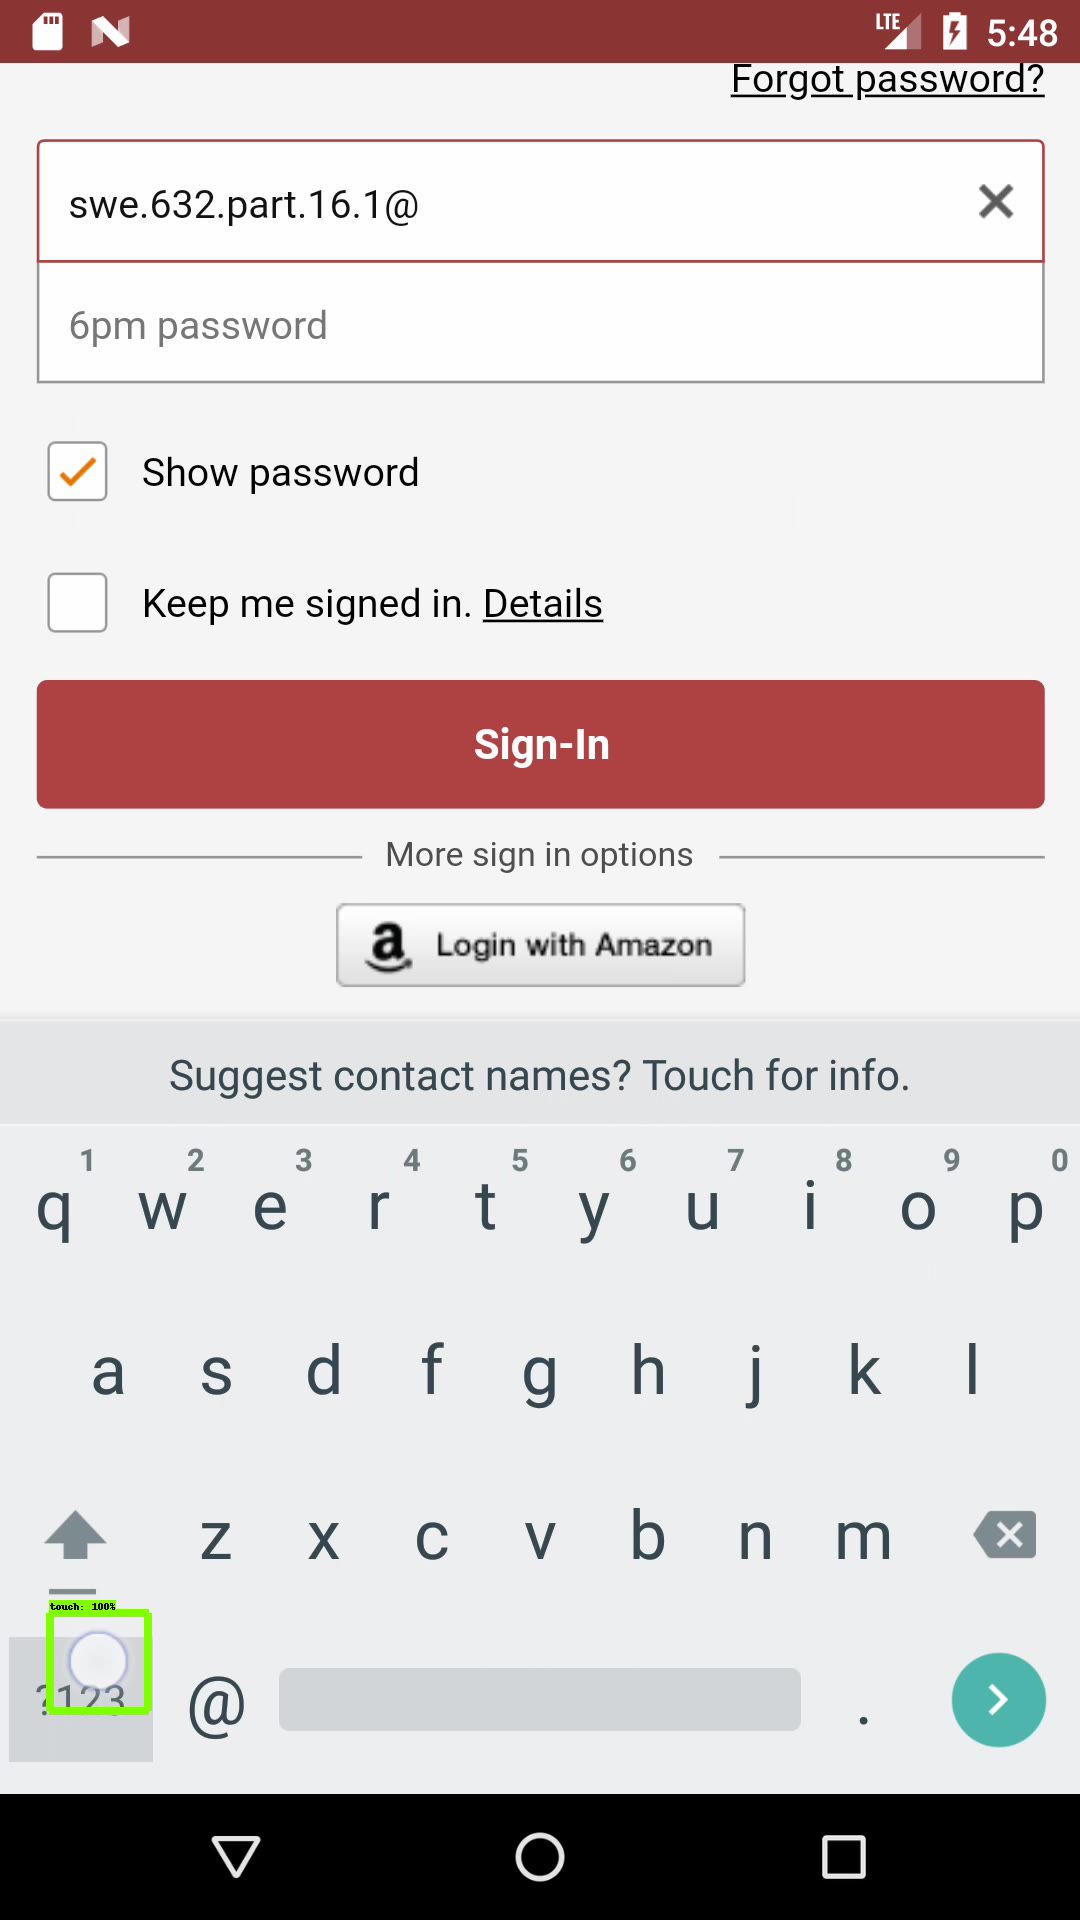 LTE 5:48
Forgot password?
swe.632.part.16.1@
6pm password
Show password
Keep me signed in. Details
Sign-In
More sign in options
a Login with Amazon
Suggest contact names? Touch for info.
1 2 3 4 5 6 7 8 9 0
q w e r t y u i o p
a s d f g h j k l
z x c v b n m
touch: 100%
?123 @ .